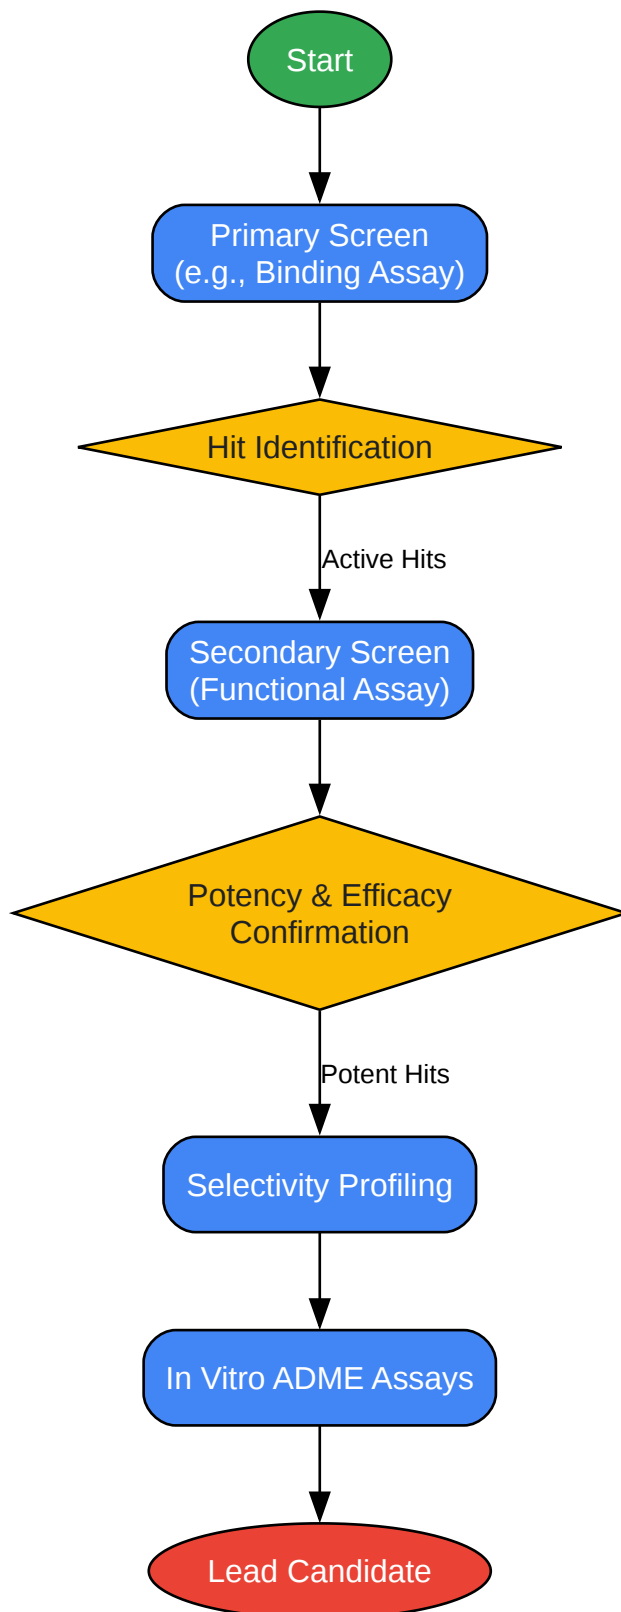 Start
Primary Screen
(e.g., Binding Assay)
Hit Identification
Active Hits
Secondary Screen
(Functional Assay)
Potency & Efficacy
Confirmation
Potent Hits
Selectivity Profiling
In Vitro ADME Assays
Lead Candidate